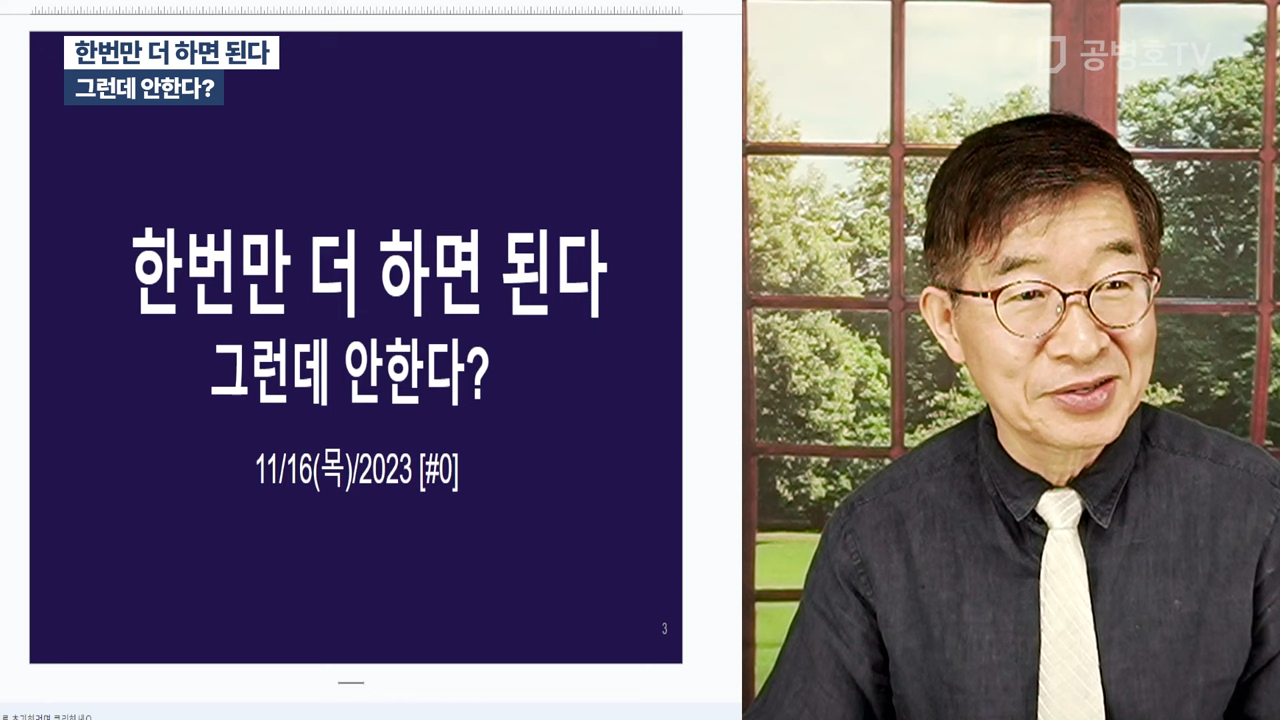 한번만 더 하면 된다
그런데 안한다?
공병호TV
한번만 더 하면 된다
그런데 안한다?
11/16(목)/2023 [#0]
3